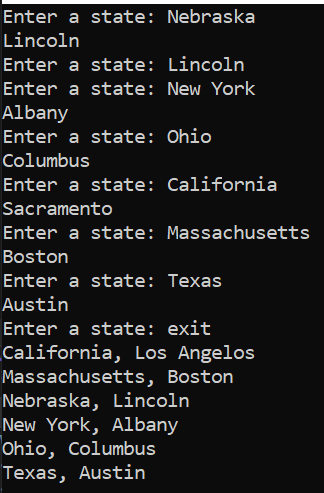 Enter a state: Nebraska
Lincoln
Enter a state: Lincoln
Enter a state: New York
Albany
Enter a state: Ohio
Columbus
Enter a state: California
Sacramento
Enter a state: Massachusetts
Boston
Enter a state: Texas
Austin
Enter a state: exit
California, Los Angelos
Massachusetts, Boston
Nebraska, Lincoln
New York, Albany
Ohio, Columbus
Texas, Austin